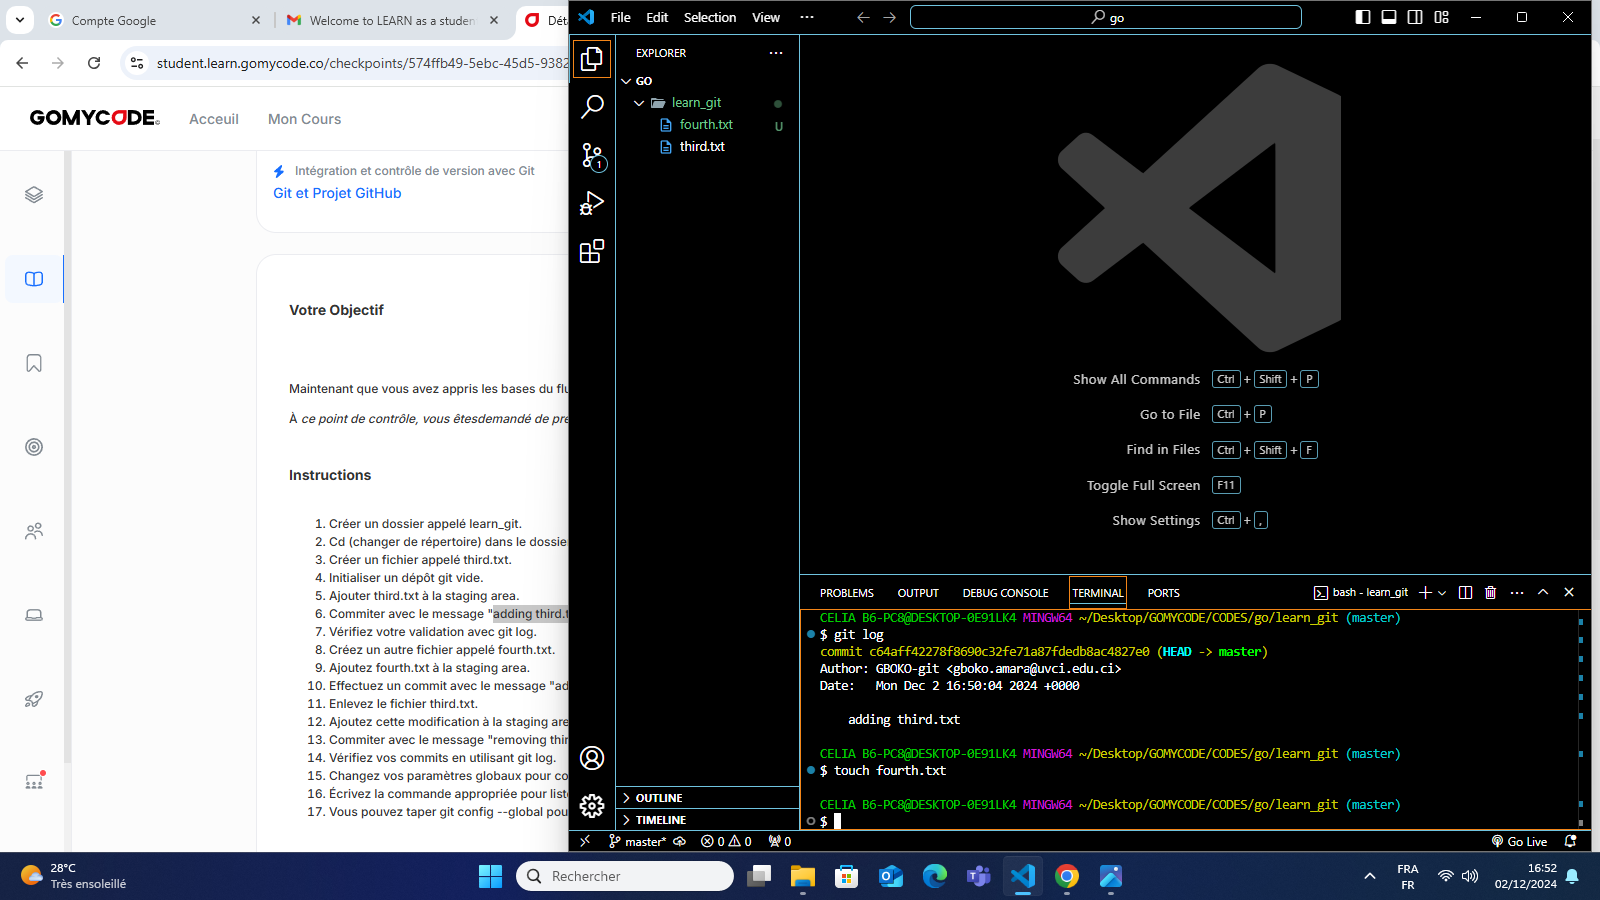 Compte Google
Welcome to LEARN as a studen
Dét
student.learn.gomycode.co/checkpoints/574ffb49-5ebc-45d5-9382
GOMYCODE
Acceuil
Mon Cours
Intégration et contrôle de version avec Git
Git et Projet GitHub
Votre Objectif
Maintenant que vous avez appris les bases du flu
À ce point de contrôle, vous êtesdemandé de pre
Instructions
1. Créer un dossier appelé learn_git.
2. Cd (changer de répertoire) dans le dossie
3. Créer un fichier appelé third.txt.
4. Initialiser un dépôt git vide.
5. Ajouter third.txt à la staging area.
6. Commiter avec le message "adding third.t
7. Vérifiez votre validation avec git log.
8. Créez un autre fichier appelé fourth.txt.
9. Ajoutez fourth.txt à la staging area.
10. Effectuez un commit avec le message "ad
11. Enlevez le fichier third.txt.
12. Ajoutez cette modification à la staging are
13. Commiter avec le message "removing thir
14. Vérifiez vos commits en utilisant git log.
15. Changez vos paramètres globaux pour co
16. Écrivez la commande appropriée pour liste
17. Vous pouvez taper git config --global pou
File Edit Selection View ···
go
EXPLORER
GO
learn_git
fourth.txt U
third.txt
1
OUTLINE
TIMELINE
Show All Commands Ctrl + Shift + P
Go to File Ctrl + P
Find in Files Ctrl + Shift + F
Toggle Full Screen F11
Show Settings Ctrl + ,
PROBLEMS OUTPUT DEBUG CONSOLE TERMINAL PORTS
bash - learn_git
CELIA B6-PC8@DESKTOP-0E91LK4 MINGW64 ~/Desktop/GOMYCODE/CODES/go/learn_git (master)
$ git log
commit c64aff42278f8690c32fe71a87fdedb8ac4827e0 (HEAD -> master)
Author: GBOKO-git <gboko.amara@uvci.edu.ci>
Date:   Mon Dec 2 16:50:04 2024 +0000
adding third.txt
CELIA B6-PC8@DESKTOP-0E91LK4 MINGW64 ~/Desktop/GOMYCODE/CODES/go/learn_git (master)
$ touch fourth.txt
CELIA B6-PC8@DESKTOP-0E91LK4 MINGW64 ~/Desktop/GOMYCODE/CODES/go/learn_git (master)
$
master* 0 0 0
Go Live
28°C
Très ensoleillé
Rechercher
FRA
FR
16:52
02/12/2024